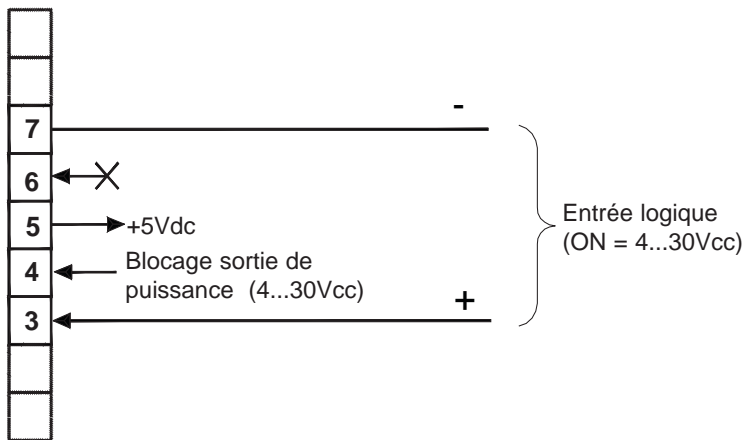 -
7
6
5
+5Vdc
4
Blocage sortie de
puissance (4...30Vcc)
3
+
Entrée logique
(ON = 4...30Vcc)